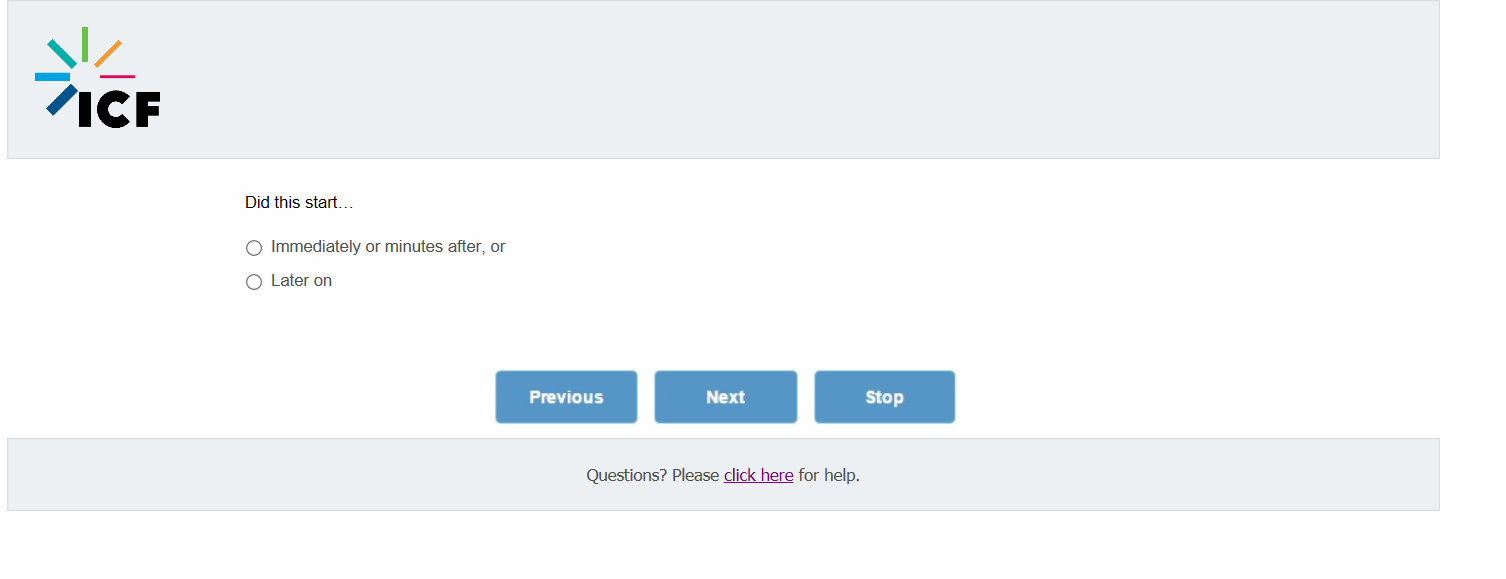 ICF
Did this start…
Immediately or minutes after, or
Later on
Previous Next Stop
Questions? Please click here for help.